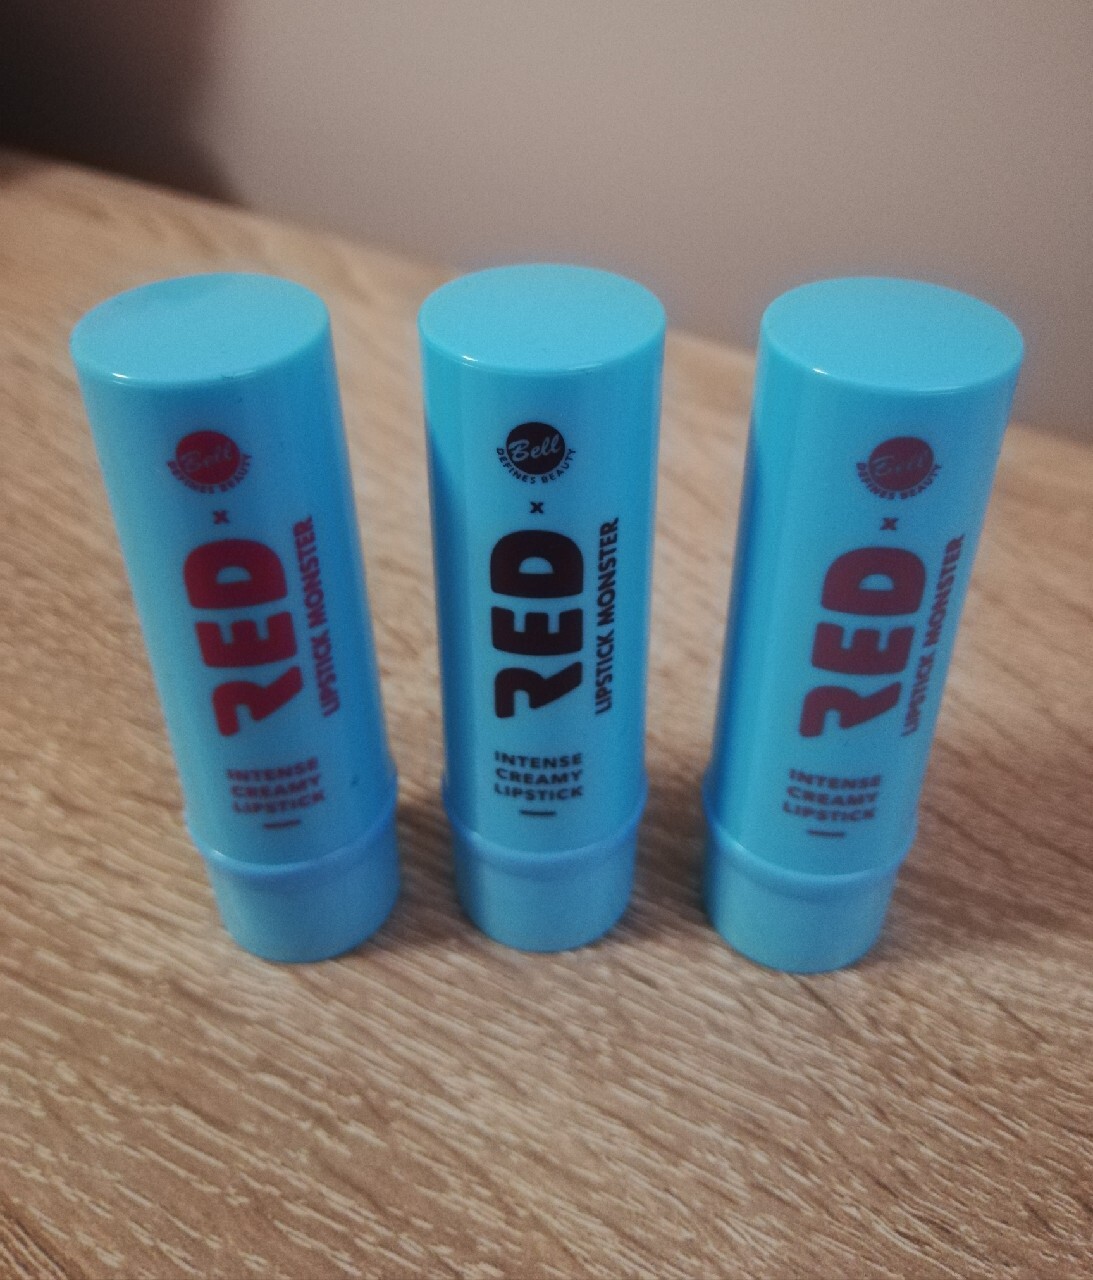 Bell
DEFINES BEAUTY
x
RED
LIPSTICK MONSTER
INTENSE
CREAMY
LIPSTICK
Bell
DEFINES BEAUTY
x
RED
LIPSTICK MONSTER
INTENSE
CREAMY
LIPSTICK
Bell
DEFINES BEAUTY
x
RED
LIPSTICK MONSTER
INTENSE
CREAMY
LIPSTICK